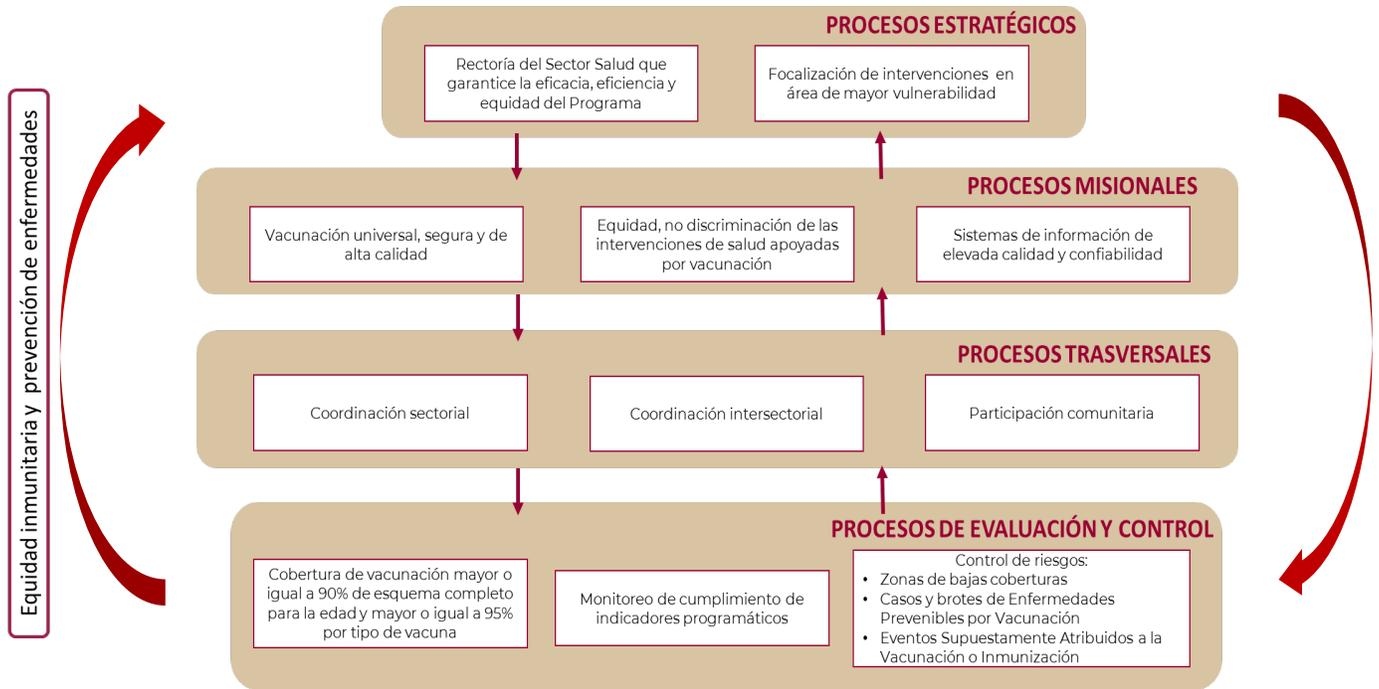 PROCESOS ESTRATÉGICOS
Rectoría del Sector Salud que
garantice la eficacia, eficiencia y
equidad del Programa
Focalización de intervenciones en
área de mayor vulnerabilidad
Equidad inmunitaria y prevención de enfermedades
PROCESOS MISIONALES
Vacunación universal, segura y de
alta calidad
Equidad, no discriminación de las
intervenciones de salud apoyadas
por vacunación
Sistemas de información de
elevada calidad y confiabilidad
PROCESOS TRASVERSALES
Coordinación sectorial
Coordinación intersectorial
Participación comunitaria
PROCESOS DE EVALUACIÓN Y CONTROL
Cobertura de vacunación mayor o
igual a 90% de esquema completo
para la edad y mayor o igual a 95%
por tipo de vacuna
Monitoreo de cumplimiento de
indicadores programáticos
Control de riesgos:
• Zonas de bajas coberturas
• Casos y brotes de Enfermedades
Prevenibles por Vacunación
• Eventos Supuestamente Atribuidos a la
Vacunación o Inmunización